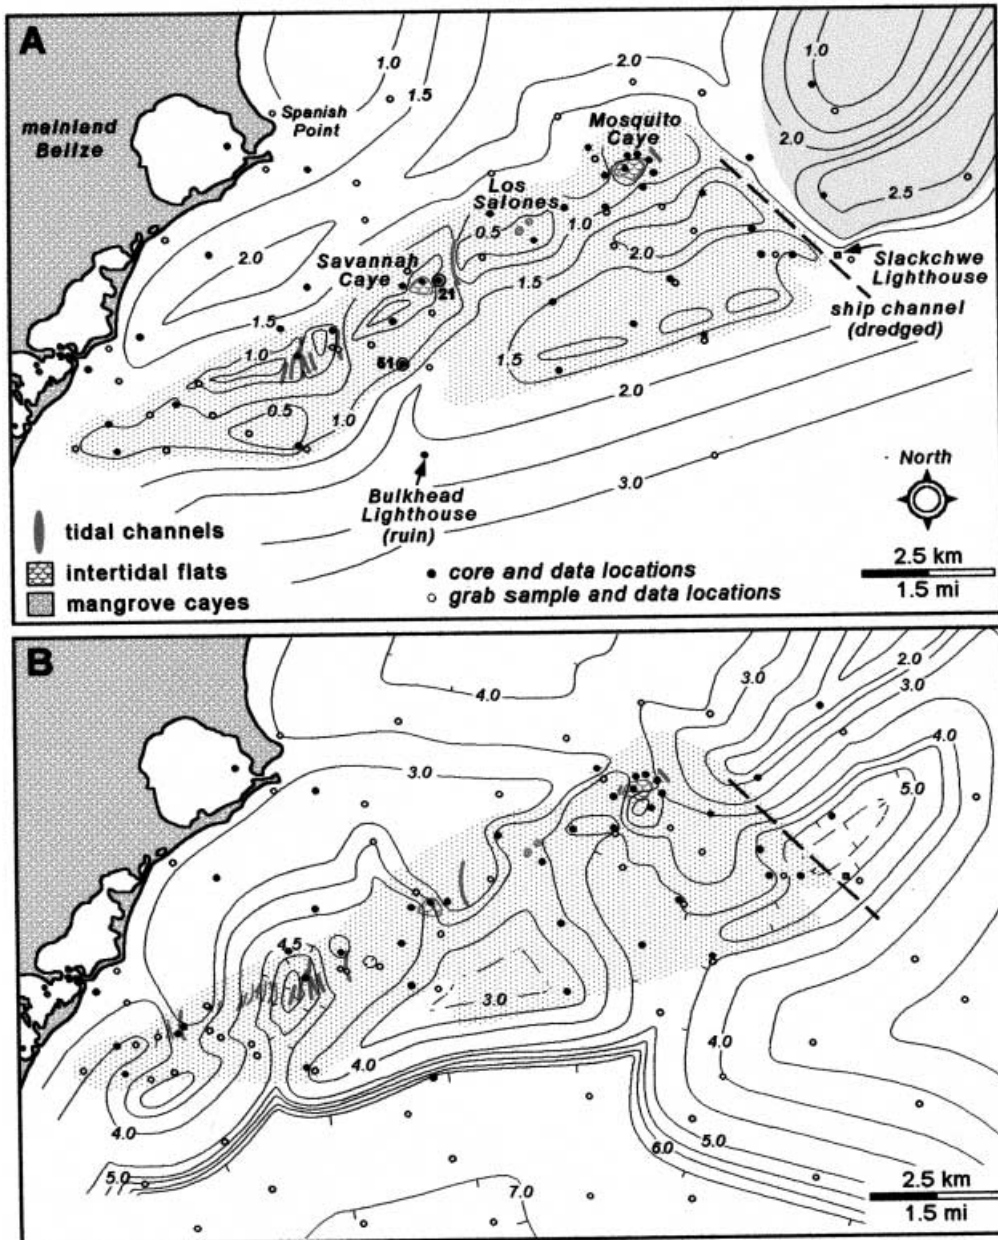 A
1.0
2.0
1.0
1.5
mainland
Belize
Spanish
Point
Mosquito
Caye
2.0
Los
Salones
2.5
0.5
1.0
2.0
2.0
Savannah
Caye
21
1.5
Slackchwe
Lighthouse
ship channel
(dredged)
1.5
1.0
51
1.5
0.5
1.0
2.0
North
Bulkhead
Lighthouse
(ruin)
3.0
tidal channels
intertidal flats
mangrove cayes
core and data locations
grab sample and data locations
2.5 km
1.5 mi
B
4.0
3.0
2.0
3.0
4.0
3.0
5.0
4.5
3.0
4.0
4.0
4.0
5.0
5.0
6.0
7.0
2.5 km
1.5 mi